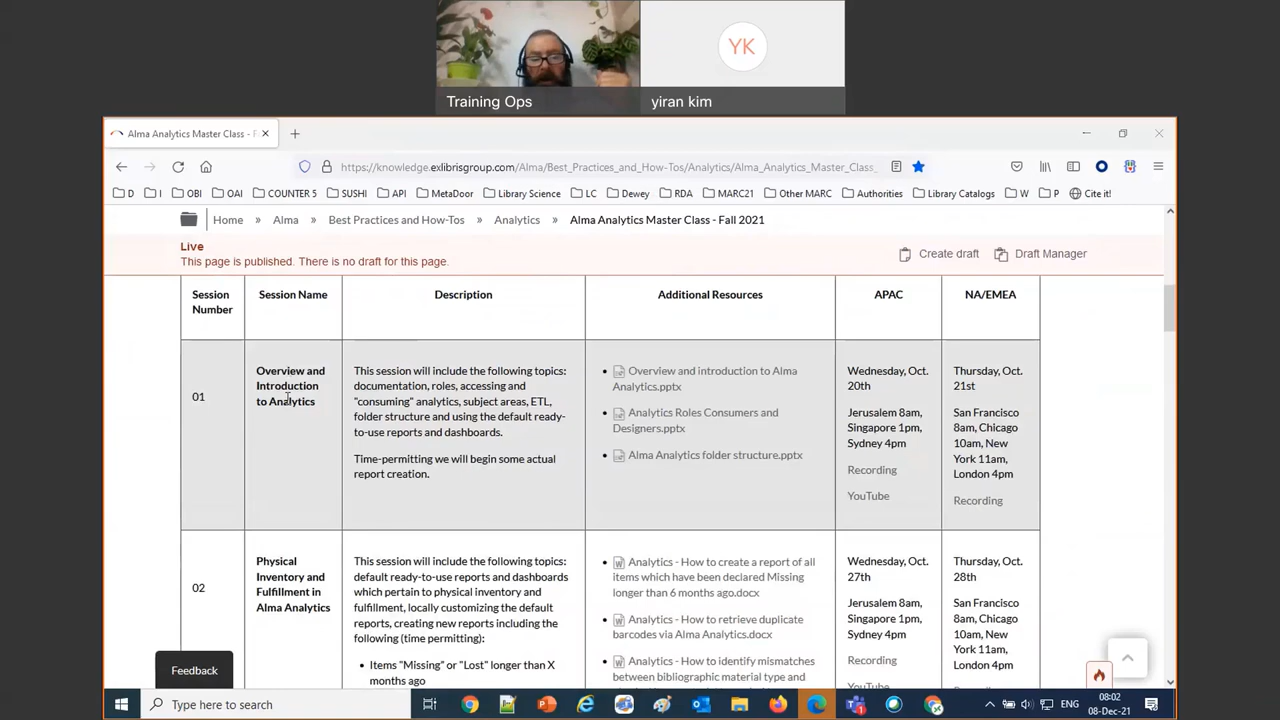 YK
Training Ops
yiran kim
Alma Analytics Master Class - F
https://knowledge.exlibrisgroup.com/Alma/Best_Practices_and_How-Tos/Analytics/Alma_Analytics_Master_Class_
D
I
OBI
OAI
COUNTER 5
SUSHI
API
MetaDoor
Library Science
LC
Dewey
RDA
MARC21
Other MARC
Authorities
Library Catalogs
W
P
Cite it!
Home » Alma » Best Practices and How-Tos » Analytics » Alma Analytics Master Class - Fall 2021
Live
This page is published. There is no draft for this page.
Create draft
Draft Manager
Session
Number
Session Name
Description
Additional Resources
APAC
NA/EMEA
01
Overview and
Introduction
to Analytics
This session will include the following topics:
documentation, roles, accessing and
"consuming" analytics, subject areas, ETL,
folder structure and using the default ready-
to-use reports and dashboards.
Time-permitting we will begin some actual
report creation.
• Overview and introduction to Alma
Analytics.pptx
• Analytics Roles Consumers and
Designers.pptx
• Alma Analytics folder structure.pptx
Wednesday, Oct.
20th
Jerusalem 8am,
Singapore 1pm,
Sydney 4pm
Recording
YouTube
Thursday, Oct.
21st
San Francisco
8am, Chicago
10am, New
York 11am,
London 4pm
Recording
02
Physical
Inventory and
Fulfillment in
Alma Analytics
This session will include the following topics:
default ready-to-use reports and dashboards
which pertain to physical inventory and
fulfillment, locally customizing the default
reports, creating new reports including the
following (time permitting):
• Items "Missing" or "Lost" longer than X
months ago
• Analytics - How to create a report of all
items which have been declared Missing
longer than 6 months ago.docx
• Analytics - How to retrieve duplicate
barcodes via Alma Analytics.docx
• Analytics - How to identify mismatches
between bibliographic material type and
Wednesday, Oct.
27th
Jerusalem 8am,
Singapore 1pm,
Sydney 4pm
Recording
YouTube
Thursday, Oct.
28th
San Francisco
8am, Chicago
10am, New
York 11am,
London 4pm
Feedback
Type here to search
ENG
08:02
08-Dec-21